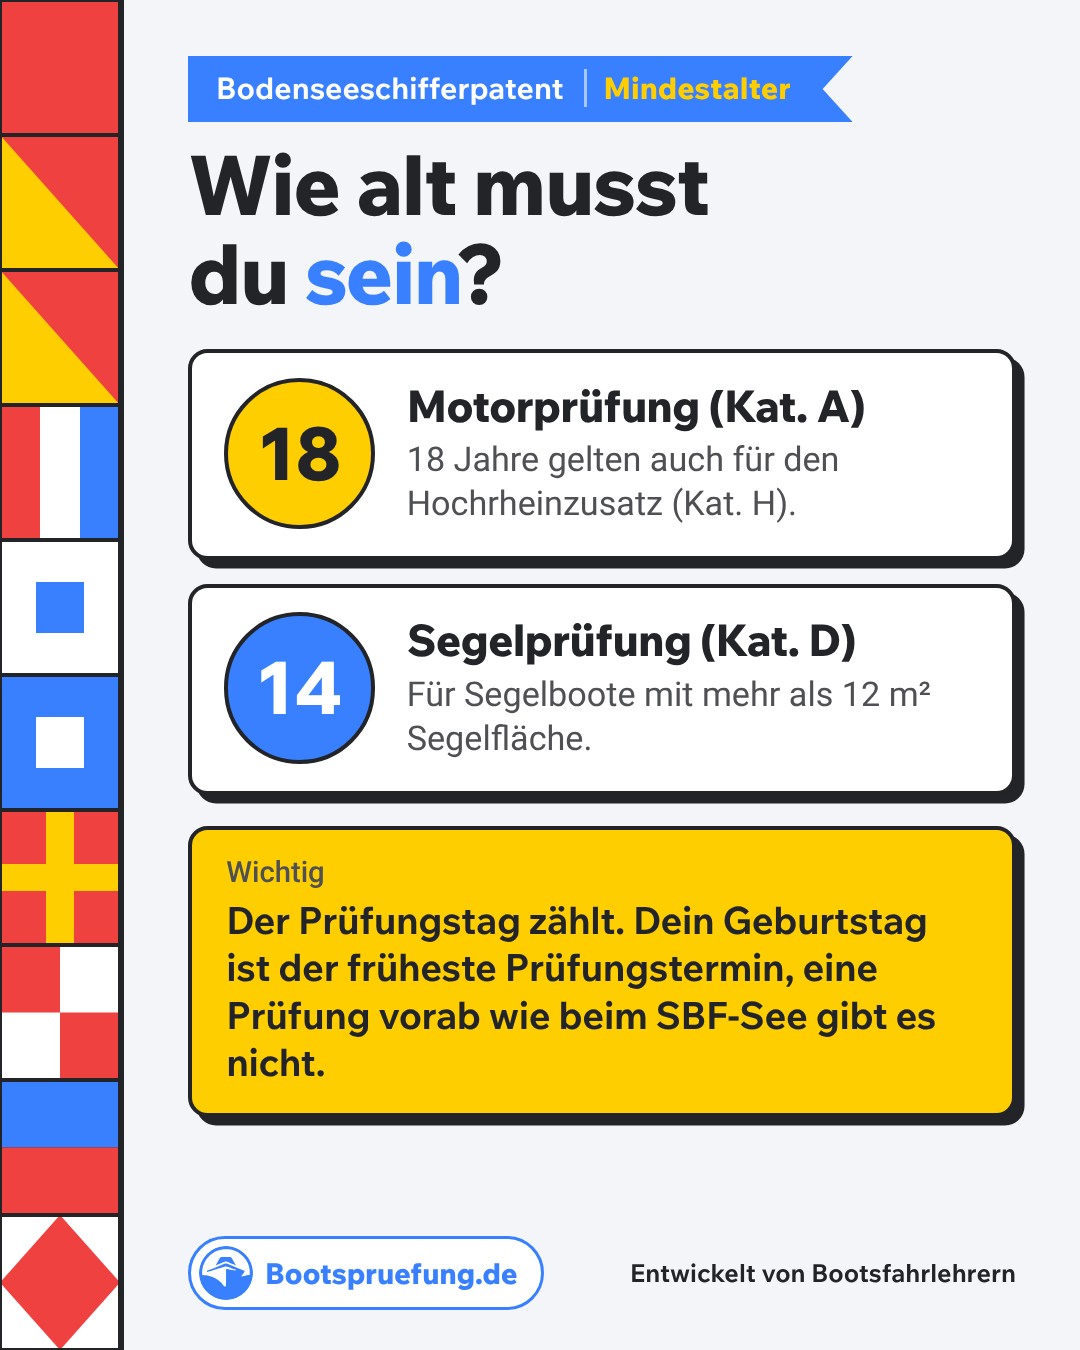 Bodenseeschifferpatent | Mindestalter
Wie alt musst
du sein?
18
Motorprüfung (Kat. A)
18 Jahre gelten auch für den
Hochrheinzusatz (Kat. H).
14
Segelprüfung (Kat. D)
Für Segelboote mit mehr als 12 m²
Segelfläche.
Wichtig
Der Prüfungstag zählt. Dein Geburtstag
ist der früheste Prüfungstermin, eine
Prüfung vorab wie beim SBF-See gibt es
nicht.
Bootspruefung.de
Entwickelt von Bootsfahrlehrern